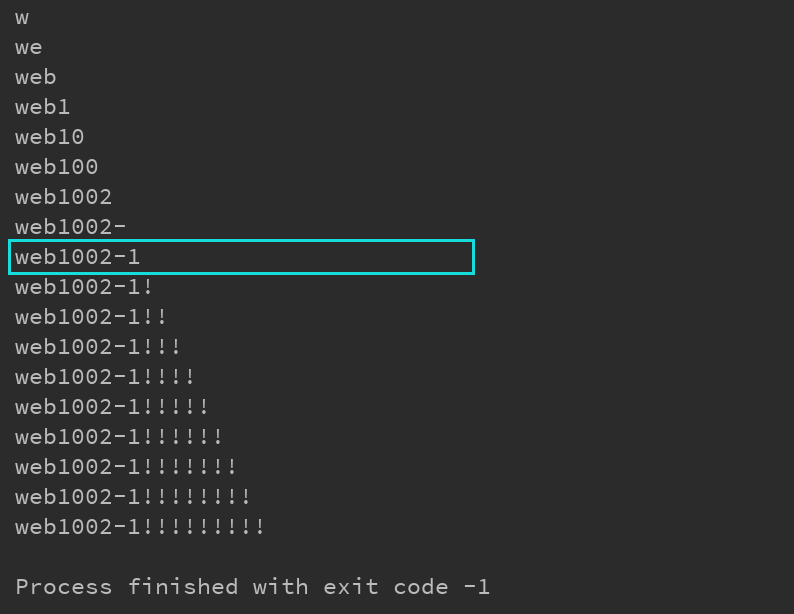 w
we
web
web1
web10
web100
web1002
web1002-
web1002-1
web1002-1!
web1002-1!!
web1002-1!!!
web1002-1!!!!
web1002-1!!!!!
web1002-1!!!!!!
web1002-1!!!!!!!
web1002-1!!!!!!!!
web1002-1!!!!!!!!!
Process finished with exit code -1